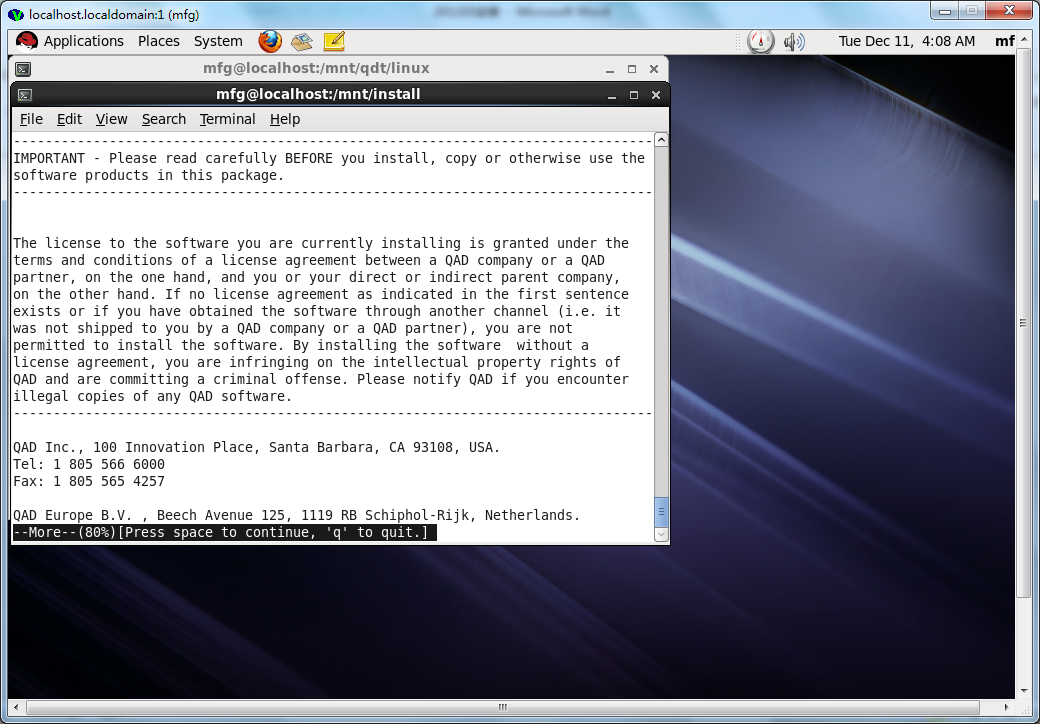 localhost.localdomain:1 (mfg)
Microsoft Word
Applications Places System
Tue Dec 11, 4:08 AM mf
mfg@localhost:/mnt/qdt/linux
mfg@localhost:/mnt/install
File Edit View Search Terminal Help
--------------------------------------------------------------------------------
IMPORTANT - Please read carefully BEFORE you install, copy or otherwise use the
software products in this package.
--------------------------------------------------------------------------------
The license to the software you are currently installing is granted under the
terms and conditions of a license agreement between a QAD company or a QAD
partner, on the one hand, and you or your direct or indirect parent company,
on the other hand. If no license agreement as indicated in the first sentence
exists or if you have obtained the software through another channel (i.e. it
was not shipped to you by a QAD company or a QAD partner), you are not
permitted to install the software. By installing the software  without a
license agreement, you are infringing on the intellectual property rights of
QAD and are committing a criminal offense. Please notify QAD if you encounter
illegal copies of any QAD software.
--------------------------------------------------------------------------------
QAD Inc., 100 Innovation Place, Santa Barbara, CA 93108, USA.
Tel: 1 805 566 6000
Fax: 1 805 565 4257
QAD Europe B.V. , Beech Avenue 125, 1119 RB Schiphol-Rijk, Netherlands.
--More--(80%)[Press space to continue, 'q' to quit.]